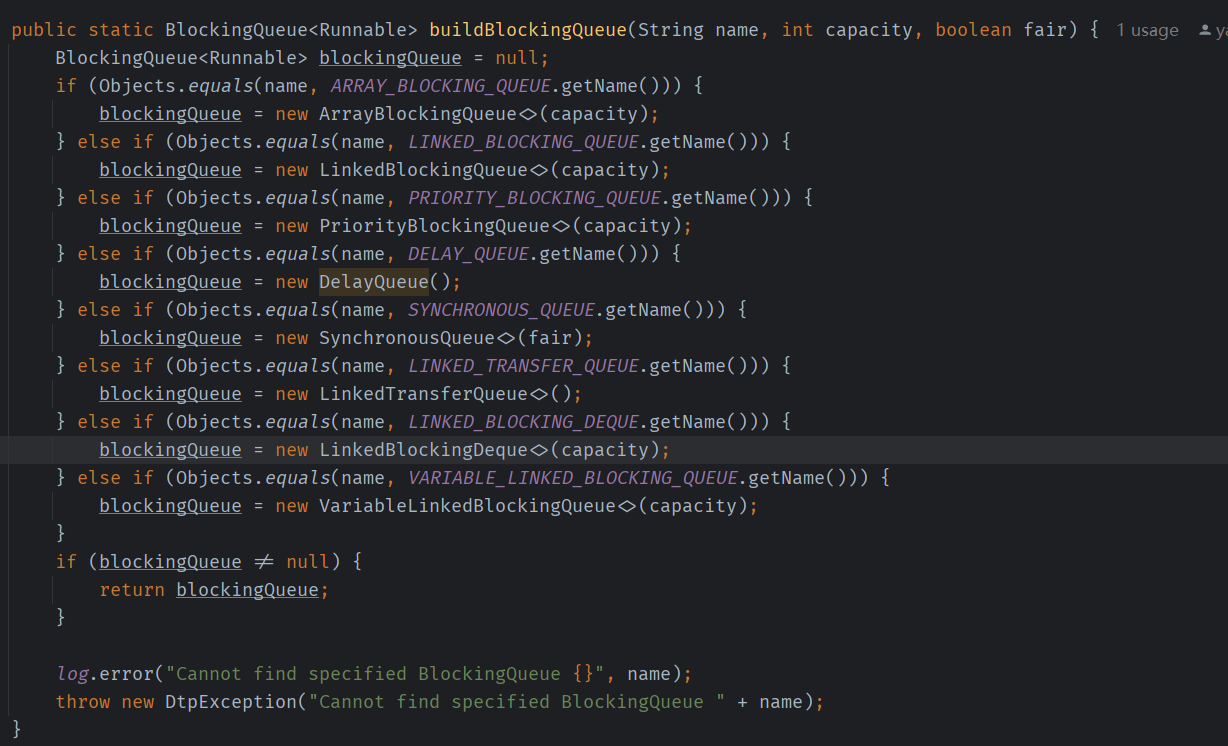 public static BlockingQueue<Runnable> buildBlockingQueue(String name, int capacity, boolean fair) { 1 usage
BlockingQueue<Runnable> blockingQueue = null;
if (Objects.equals(name, ARRAY_BLOCKING_QUEUE.getName())) {
blockingQueue = new ArrayBlockingQueue<>(capacity);
} else if (Objects.equals(name, LINKED_BLOCKING_QUEUE.getName())) {
blockingQueue = new LinkedBlockingQueue<>(capacity);
} else if (Objects.equals(name, PRIORITY_BLOCKING_QUEUE.getName())) {
blockingQueue = new PriorityBlockingQueue<>(capacity);
} else if (Objects.equals(name, DELAY_QUEUE.getName())) {
blockingQueue = new DelayQueue();
} else if (Objects.equals(name, SYNCHRONOUS_QUEUE.getName())) {
blockingQueue = new SynchronousQueue<>(fair);
} else if (Objects.equals(name, LINKED_TRANSFER_QUEUE.getName())) {
blockingQueue = new LinkedTransferQueue<>();
} else if (Objects.equals(name, LINKED_BLOCKING_DEQUE.getName())) {
blockingQueue = new LinkedBlockingDeque<>(capacity);
} else if (Objects.equals(name, VARIABLE_LINKED_BLOCKING_QUEUE.getName())) {
blockingQueue = new VariableLinkedBlockingQueue<>(capacity);
}
if (blockingQueue != null) {
return blockingQueue;
}
log.error("Cannot find specified BlockingQueue {}", name);
throw new DtpException("Cannot find specified BlockingQueue " + name);
}